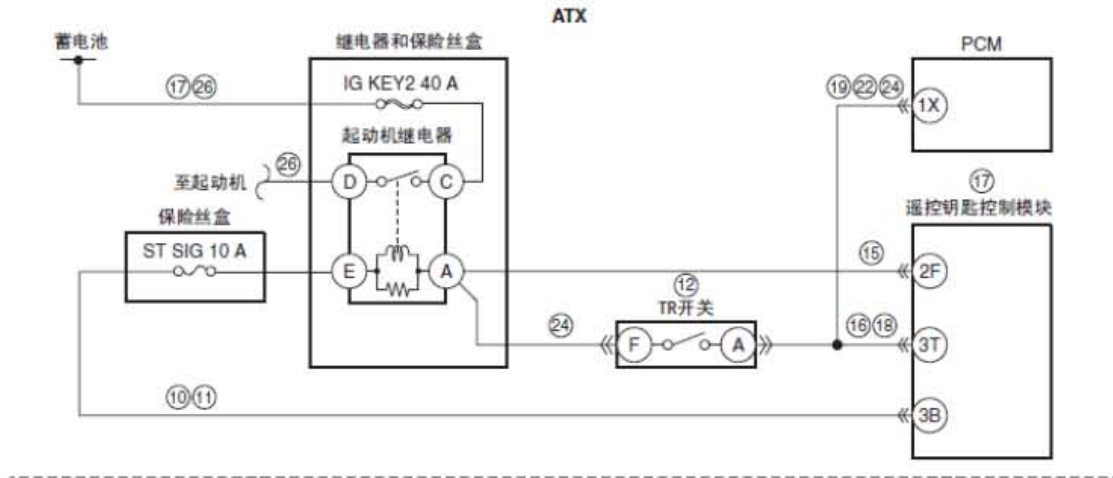 ATX
蓄电池
继电器和保险丝盒
PCM
⑰㉖
IG KEY2 40 A
⑲㉒㉔
1X
起动机继电器
㉖
至起动机
D
C
⑰
遥控钥匙控制模块
保险丝盒
ST SIG 10 A
E
A
⑮
2F
⑫
TR开关
㉔
F
A
⑯⑱
3T
⑩⑪
3B